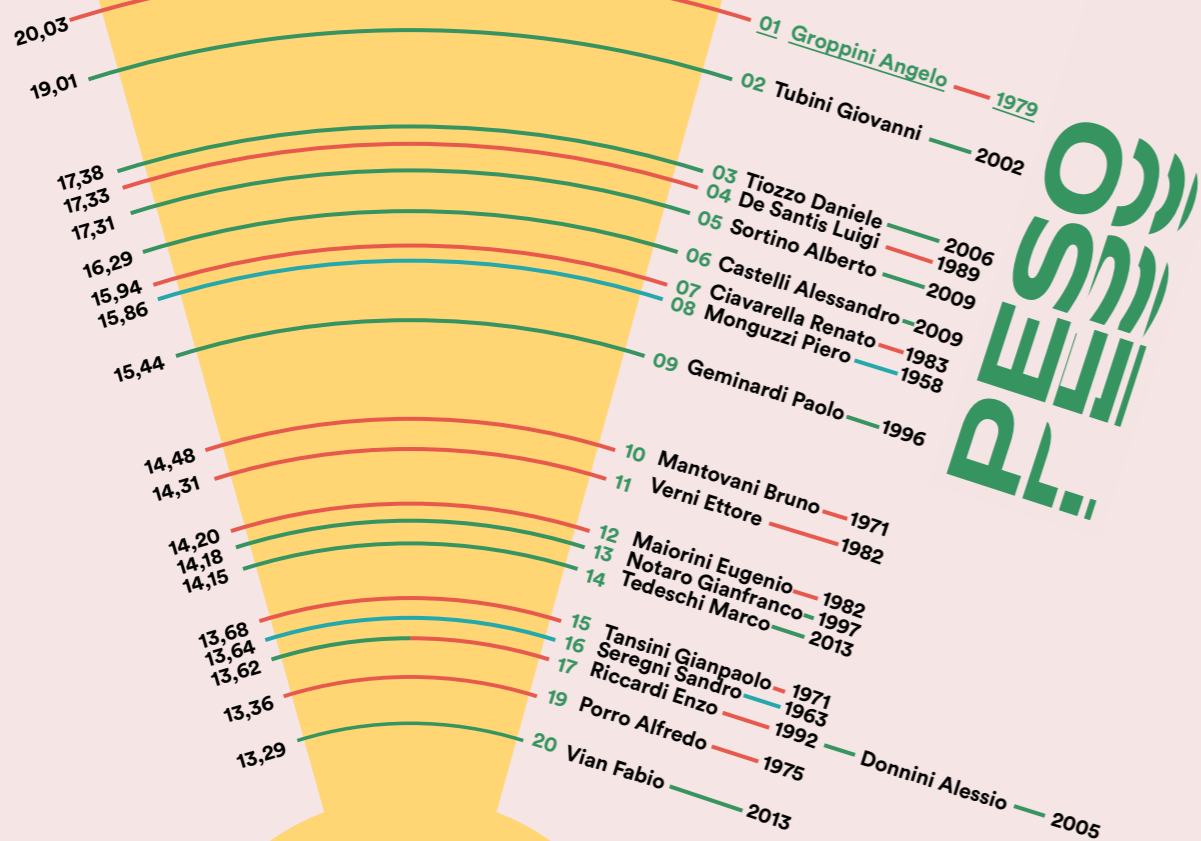 20,03 01 Groppini Angelo 1979
19,01 02 Tubini Giovanni 2002
17,38 03 Tiozzo Daniele 2006
17,33 04 De Santis Luigi 1989
17,31 05 Sortino Alberto 2009
16,29 06 Castelli Alessandro 2009
15,94 07 Ciavarella Renato 1983
15,86 08 Monguzzi Piero 1958
15,44 09 Geminardi Paolo 1996
14,48 10 Mantovani Bruno 1971
14,31 11 Verni Ettore 1982
14,20 12 Maiorini Eugenio 1982
14,18 13 Notaro Gianfranco 1997
14,15 14 Tedeschi Marco 2013
13,68 15 Tansini Gianpaolo 1971
13,64 16 Seregni Sandro 1963
13,62 17 Riccardi Enzo 1992 Donnini Alessio 2005
13,36 19 Porro Alfredo 1975
13,29 20 Vian Fabio 2013
PESO